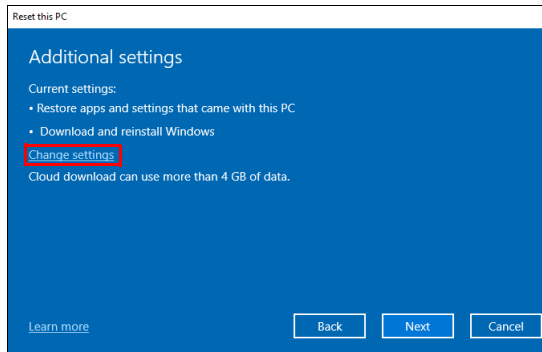 Reset this PC
Additional settings
Current settings:
• Restore apps and settings that came with this PC
• Download and reinstall Windows
Change settings
Cloud download can use more than 4 GB of data.
Learn more
Back
Next
Cancel